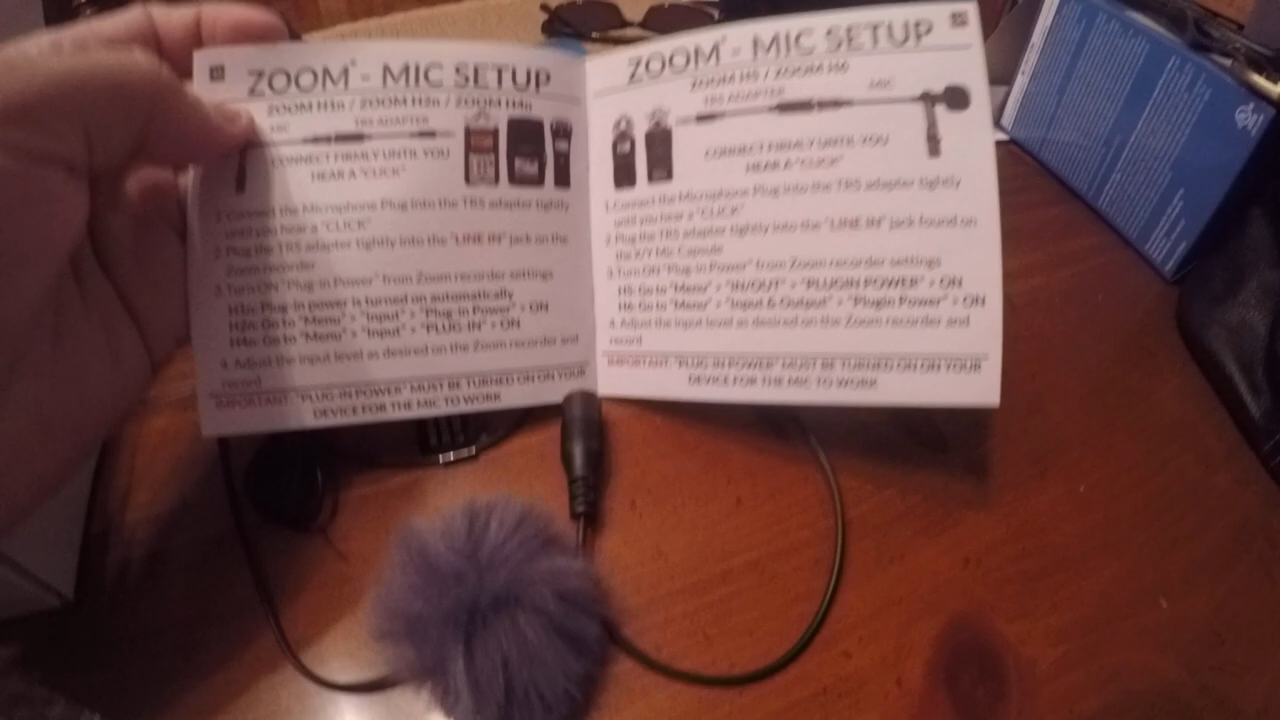 ZOOM® - MIC SETUP
ZOOM H1n / ZOOM H2n / ZOOM H4n
MIC TRS ADAPTER
CONNECT FIRMLY UNTIL YOU
HEAR A "CLICK"
1. Connect the Microphone Plug into the TRS adapter tightly
until you hear a "CLICK"
2. Plug the TRS adapter tightly into the "LINE IN" jack on the
Zoom recorder
3. Turn ON "Plug-in Power" from Zoom recorder settings
H1n: Plug-in power is turned on automatically
H2n: Go to "Menu" > "Input" > "Plug-in Power" > ON
H4n: Go to "Menu" > "Input" > "PLUG-IN" > ON
4. Adjust the input level as desired on the Zoom recorder and
record
IMPORTANT: "PLUG-IN POWER" MUST BE TURNED ON ON YOUR
DEVICE FOR THE MIC TO WORK
ZOOM® - MIC SETUP
ZOOM H5 / ZOOM H6
TRS ADAPTER MIC
CONNECT FIRMLY UNTIL YOU
HEAR A "CLICK"
1. Connect the Microphone Plug into the TRS adapter tightly
until you hear a "CLICK"
2. Plug the TRS adapter tightly into the "LINE IN" jack found on
the X/Y Mic Capsule
3. Turn ON "Plug-in Power" from Zoom recorder settings
H5: Go to "Menu" > "IN/OUT" > "PLUGIN POWER" > ON
H6: Go to "Menu" > "Input & Output" > "Plugin Power" > ON
4. Adjust the input level as desired on the Zoom recorder and
record
IMPORTANT: "PLUG-IN POWER" MUST BE TURNED ON ON YOUR
DEVICE FOR THE MIC TO WORK